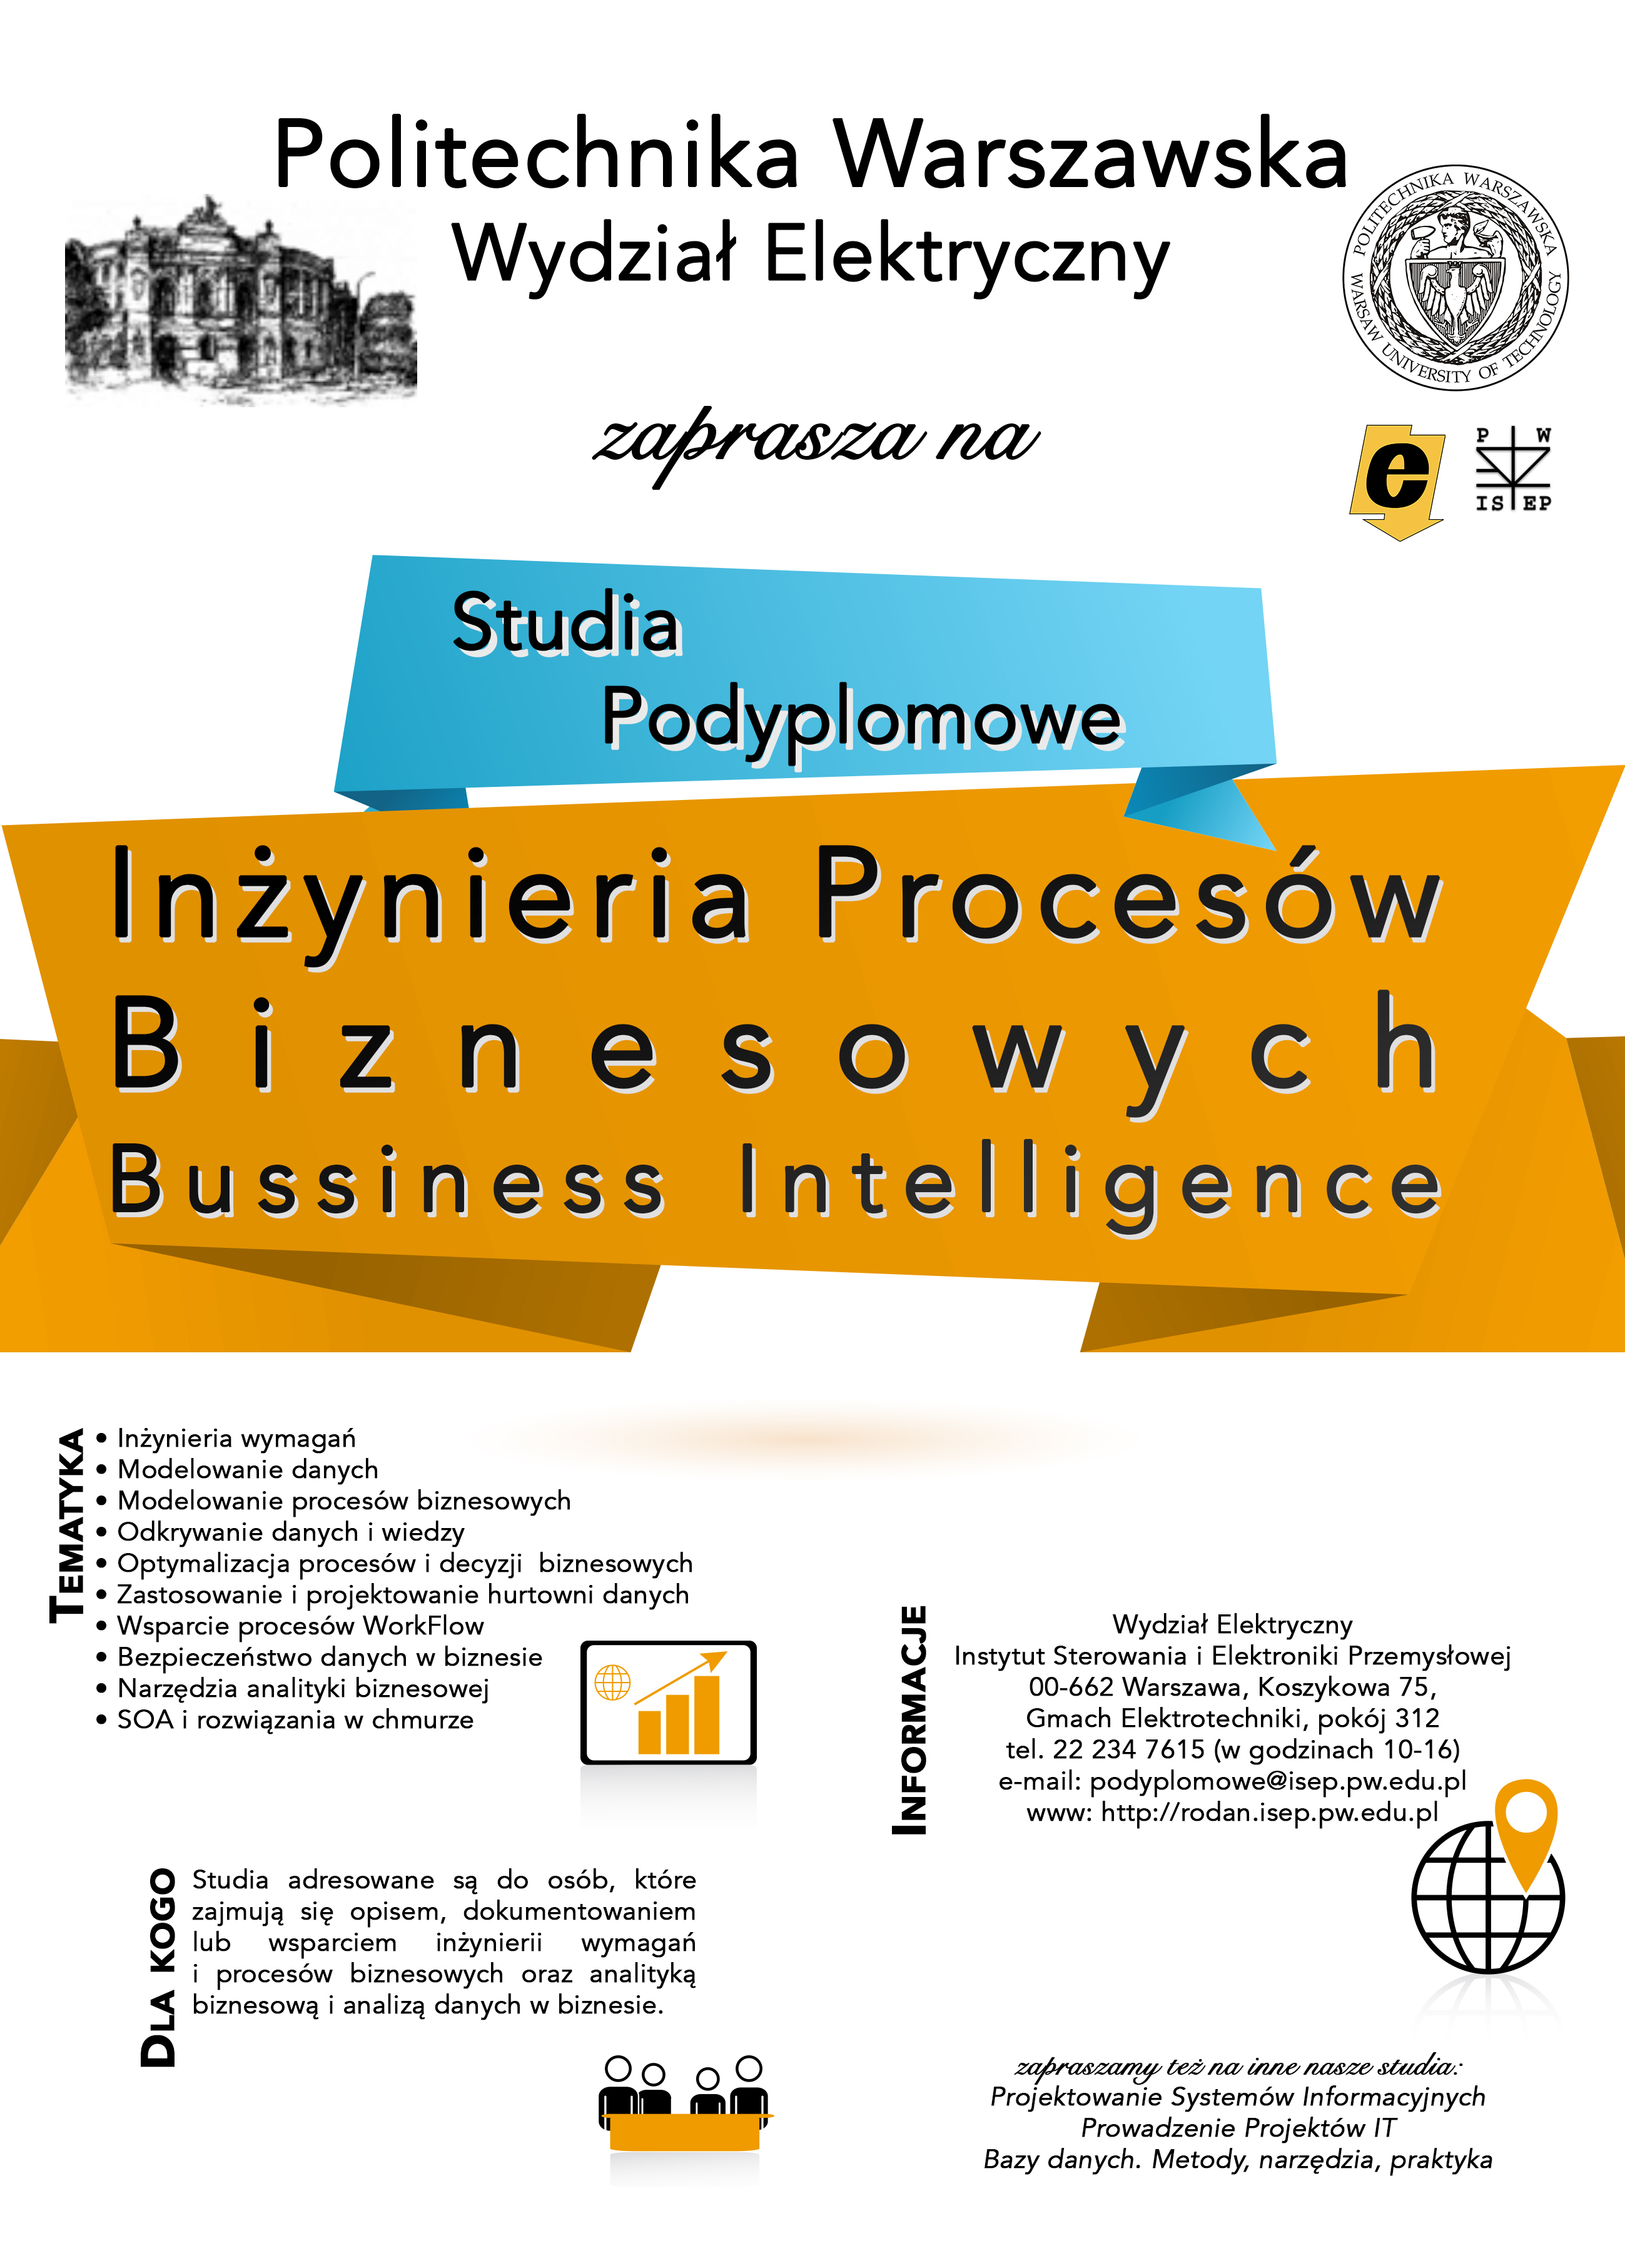 Politechnika Warszawska
Wydział Elektryczny
POLITECHNIKA WARSZAWSKA
WARSAW UNIVERSITY OF TECHNOLOGY
zaprasza na
e
P W
IS EP
Studia
Podyplomowe
Inżynieria Procesów
Biznesowych
Bussiness Intelligence
TEMATYKA
• Inżynieria wymagań
• Modelowanie danych
• Modelowanie procesów biznesowych
• Odkrywanie danych i wiedzy
• Optymalizacja procesów i decyzji biznesowych
• Zastosowanie i projektowanie hurtowni danych
• Wsparcie procesów WorkFlow
• Bezpieczeństwo danych w biznesie
• Narzędzia analityki biznesowej
• SOA i rozwiązania w chmurze
INFORMACJE
Wydział Elektryczny
Instytut Sterowania i Elektroniki Przemysłowej
00-662 Warszawa, Koszykowa 75,
Gmach Elektrotechniki, pokój 312
tel. 22 234 7615 (w godzinach 10-16)
e-mail: podyplomowe@isep.pw.edu.pl
www: http://rodan.isep.pw.edu.pl
DLA KOGO
Studia adresowane są do osób, które
zajmują się opisem, dokumentowaniem
lub wsparciem inżynierii wymagań
i procesów biznesowych oraz analityką
biznesową i analizą danych w biznesie.
zapraszamy też na inne nasze studia:
Projektowanie Systemów Informacyjnych
Prowadzenie Projektów IT
Bazy danych. Metody, narzędzia, praktyka